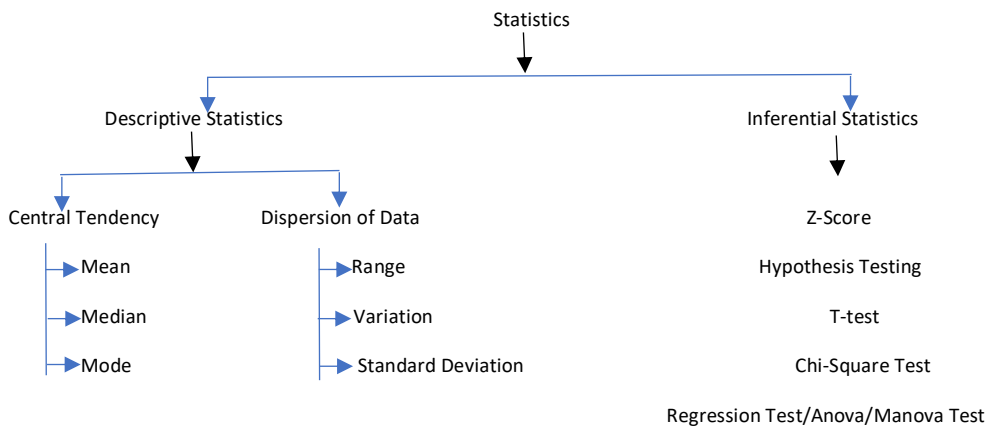 Statistics
Descriptive Statistics
Inferential Statistics
Central Tendency
Mean
Median
Mode
Dispersion of Data
Range
Variation
Standard Deviation
Z-Score
Hypothesis Testing
T-test
Chi-Square Test
Regression Test/Anova/Manova Test